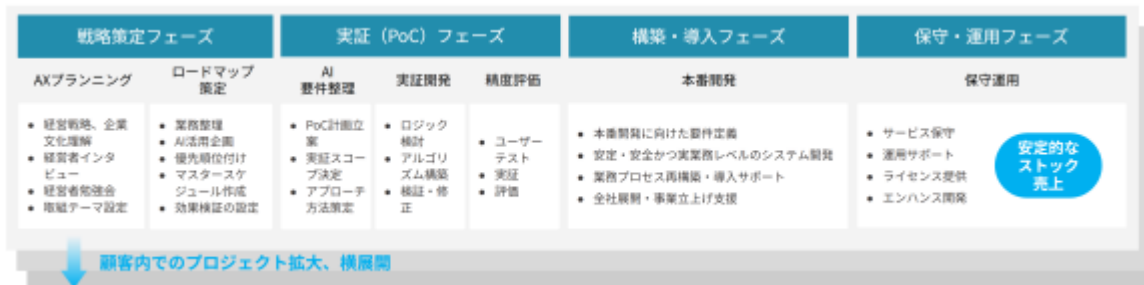 戦略策定フェーズ
実証（PoC）フェーズ
構築・導入フェーズ
保守・運用フェーズ
AXプランニング
ロードマップ
策定
AI
要件整理
実証開発
精度評価
本番開発
保守運用
• 経営戦略、企業
文化理解
• 経営者インタ
ビュー
• 経営者勉強会
• 取組テーマ設定
• 業務整理
• AI活用企画
• 優先順位付け
• マスタースケ
ジュール作成
• 効果検証の設定
• PoC計画立
案
• 実証スコー
プ決定
• アプローチ
方法策定
• ロジック
検討
• アルゴリ
ズム構築
• 検証・修
正
• ユーザー
テスト
• 実証
• 評価
• 本番開発に向けた要件定義
• 安定・安全かつ実業務レベルのシステム開発
• 業務プロセス再構築・導入サポート
• 全社展開・事業立上げ支援
• サービス保守
• 運用サポート
• ライセンス提供
• エンハンス開発
安定的な
ストック
売上
顧客内でのプロジェクト拡大、横展開